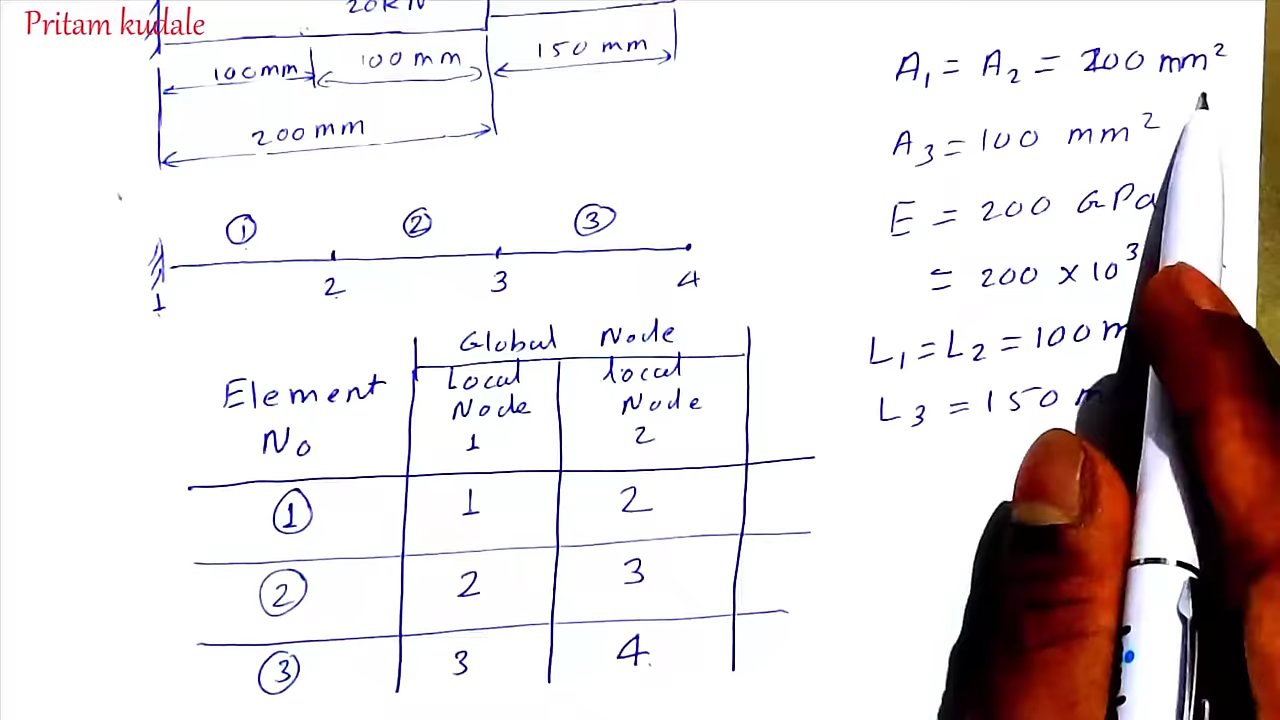 Pritam kudale
20KN
100mm
100 mm
150 mm
200 mm
A1 = A2 = 200 mm²
A3 = 100 mm²
E = 200 GPa
= 200 × 10³
L1 = L2 = 100 m
L3 = 150 m
① ② ③
1 2 3 4
Element No
Global Node
Local Node 1
local Node 2
① 1 2
② 2 3
③ 3 4